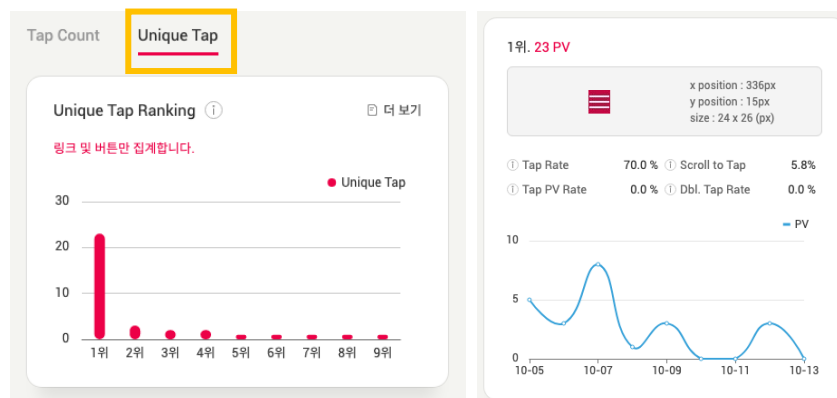 Tap Count
Unique Tap
Unique Tap Ranking ⓘ
더 보기
링크 및 버튼만 집계합니다.
Unique Tap
30
20
10
0
1위 2위 3위 4위 5위 6위 7위 8위 9위
1위. 23 PV
x position : 336px
y position : 15px
size : 24 x 26 (px)
ⓘ Tap Rate 70.0 % ⓘ Scroll to Tap 5.8%
ⓘ Tap PV Rate 0.0 % ⓘ Dbl. Tap Rate 0.0 %
PV
10
5
0
10-05 10-07 10-09 10-11 10-13